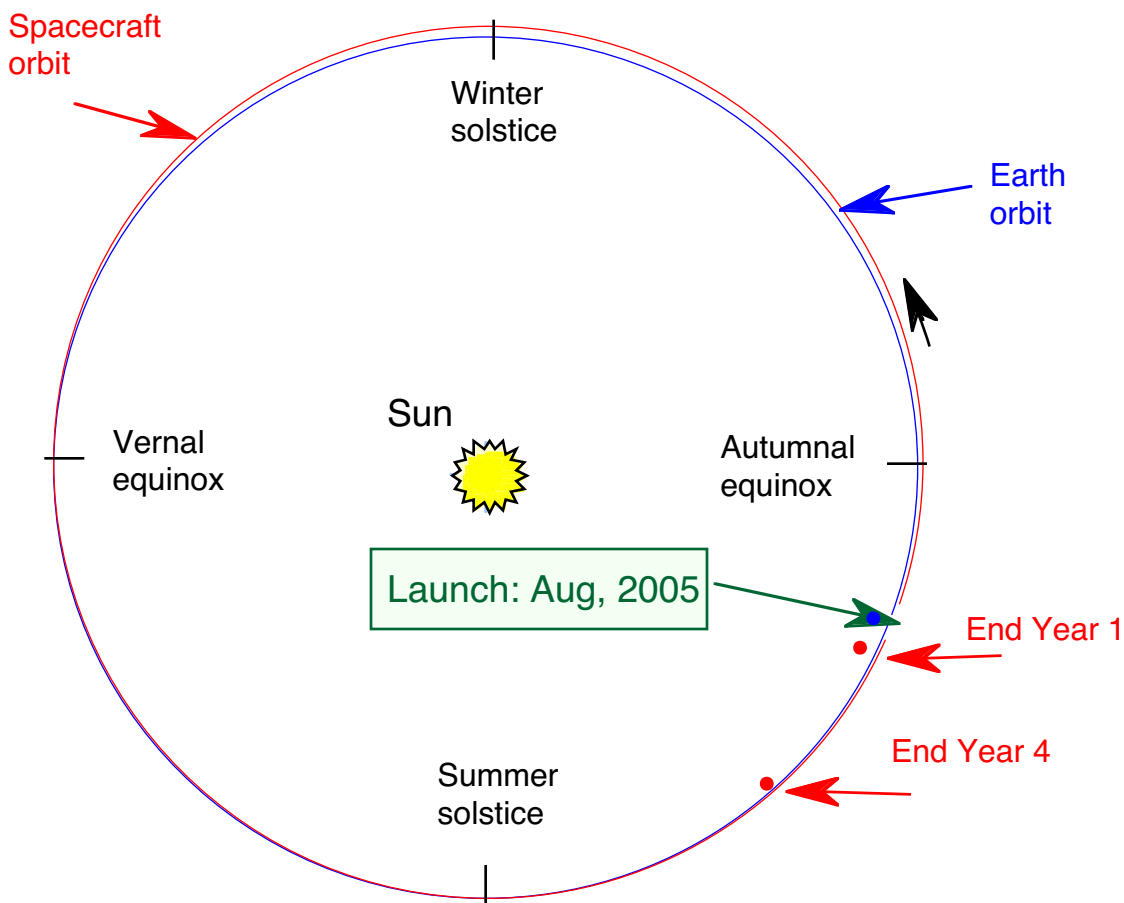 Spacecraft
orbit
Winter
solstice
Earth
orbit
Sun
Vernal
equinox
Autumnal
equinox
Launch: Aug, 2005
End Year 1
End Year 4
Summer
solstice